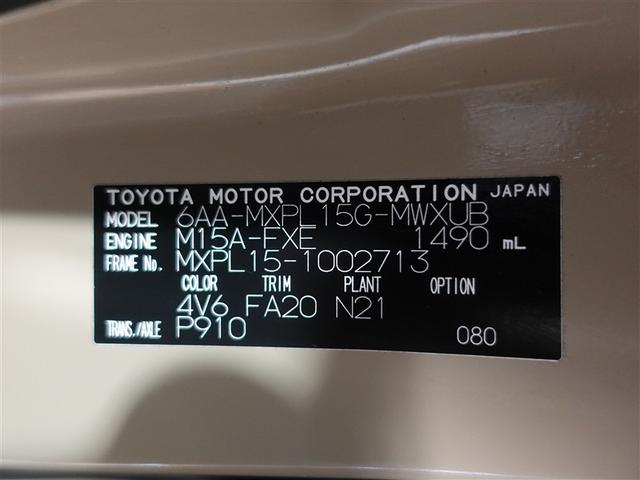 TOYOTA MOTOR CORPORATION JAPAN
MODEL 6AA-MXPL15G-MWXUB
ENGINE M15A-FXE 1490 mL
FRAME No. MXPL15-1002713
COLOR TRIM PLANT OPTION
4V6 FA20 N21
TRANS./AXLE P910 080